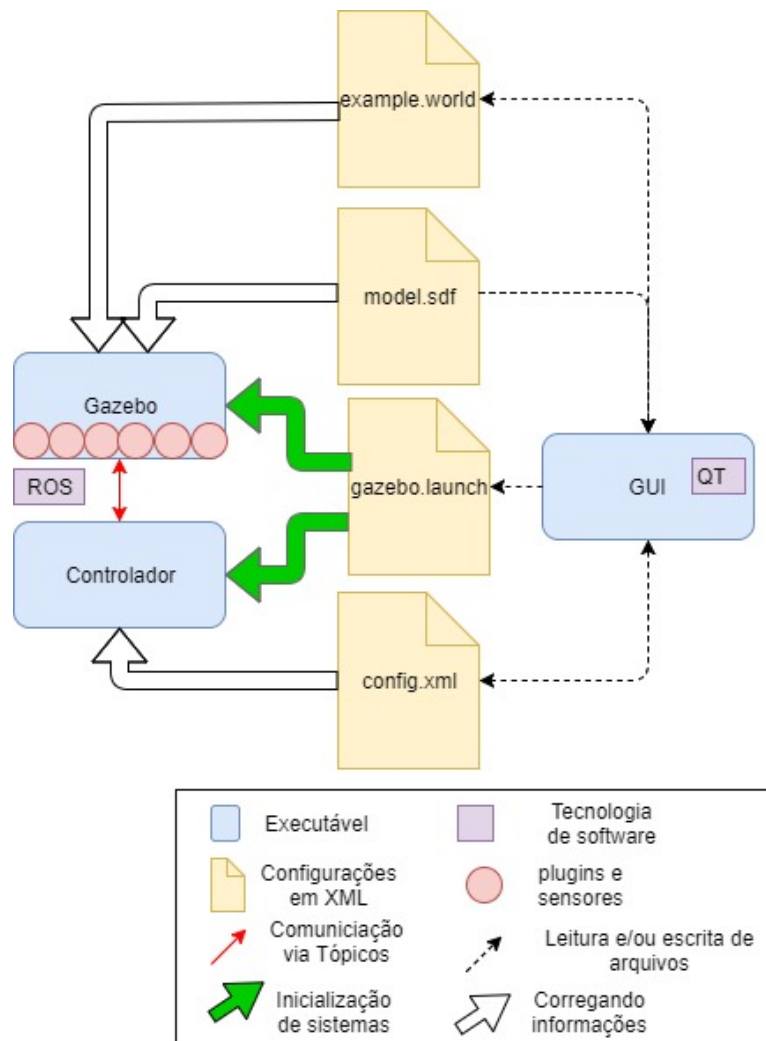 example.world
model.sdf
Gazebo
ROS
gazebo.launch
GUI
QT
Controlador
config.xml
Executável
Tecnologia
de software
Configurações
em XML
plugins e
sensores
Comuniciação
via Tópicos
Leitura e/ou escrita de
arquivos
Inicialização
de sistemas
Corregando
informações